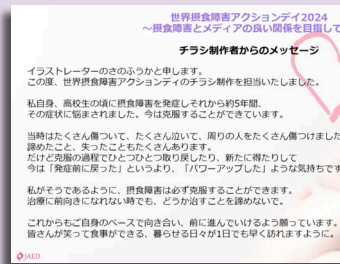 世界摂食障害アクションデイ2024
～摂食障害とメディアの良い関係を目指して
チラシ制作者からのメッセージ
イラストレーターのさのふうかと申します。
この度、世界摂食障害アクションディのチラシ制作を担当いたしました。
私自身、高校生の頃に摂食障害を発症しそれから約5年間、
その症状に悩まされました。今は克服することができています。
当時はたくさん傷ついて、たくさん泣いて、周りの人をたくさん傷つけました
諦めたこと、失ったこともたくさんあります。
だけど克服の過程でひとつひとつ取り戻したり、新たに得たりして
今は「発症前に戻った」というより、「パワーアップした」ような気持ちです
私がそうであるように、摂食障害は必ず克服することができます。
治療に前向きになれない時でも、どうか治すことを諦めないで。
これからもご自身のペースで向き合い、前に進んでいけるよう願っています。
皆さんが笑って食事ができる、暮らせる日々が1日でも早く訪れますように。
JAED